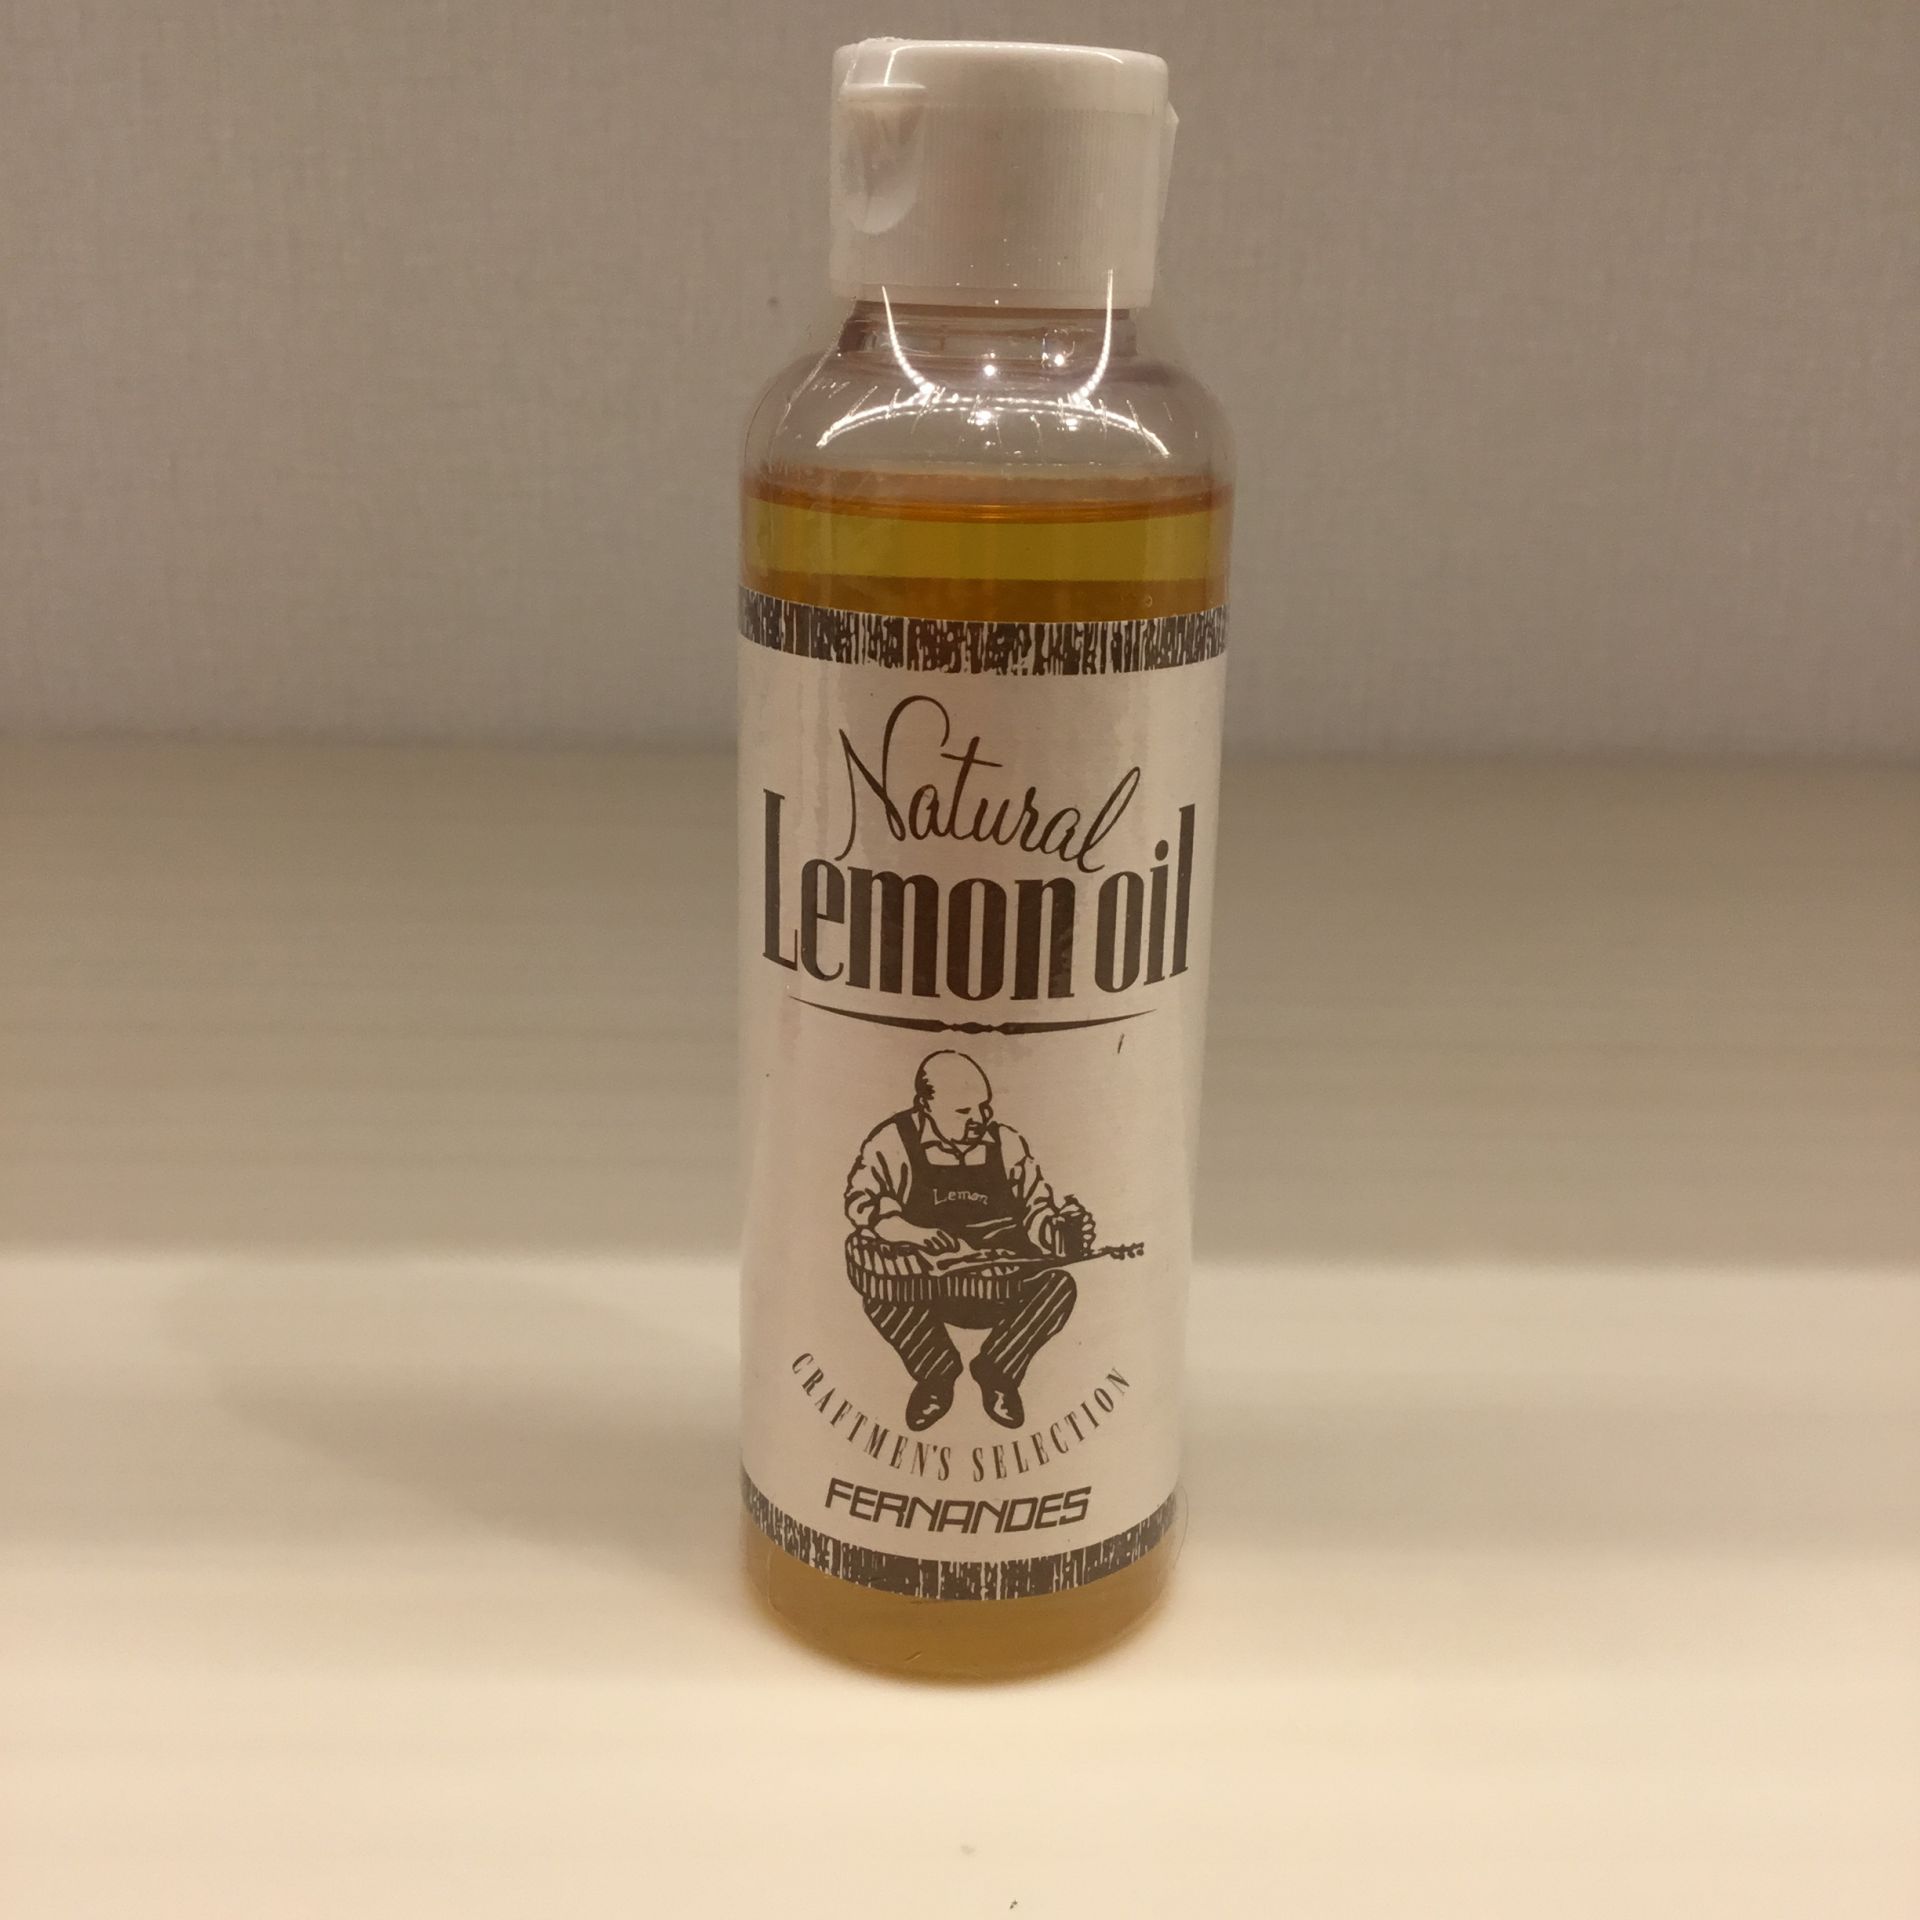 Natural
Lemon oil
Lemon
CRAFTMEN'S SELECTION
FERNANDES